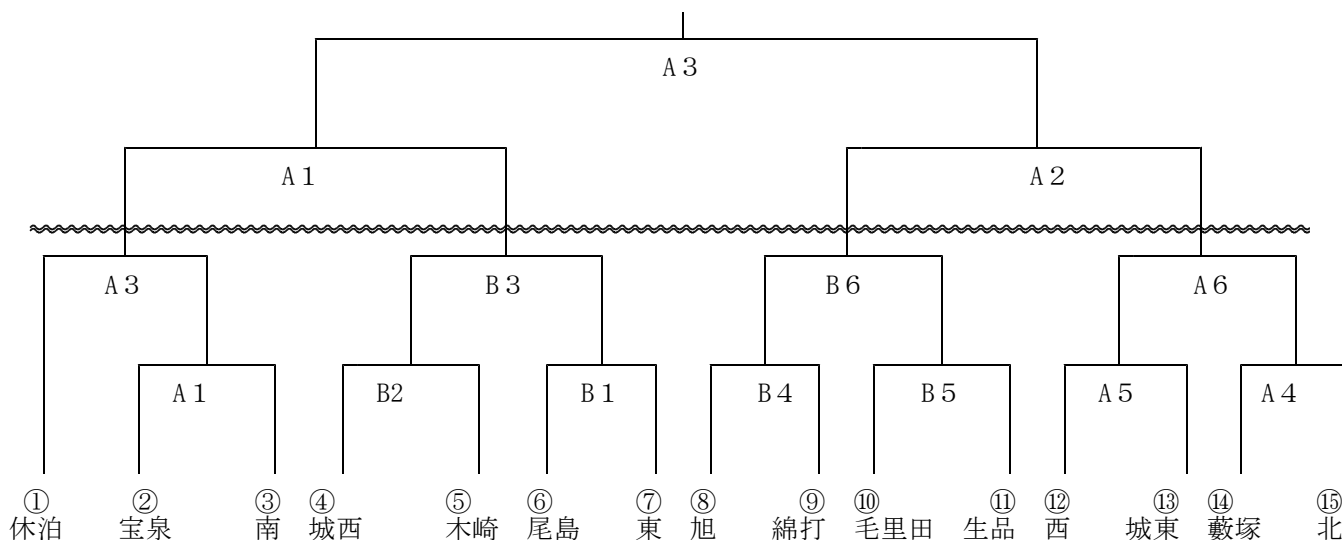 A3
A1 A2
A3 B3 B6 A6
A1 B2 B1 B4 B5 A5 A4
① ② ③ ④ ⑤ ⑥ ⑦ ⑧ ⑨ ⑩ ⑪ ⑫ ⑬ ⑭ ⑮
休泊 宝泉 南 城西 木崎 尾島 東 旭 綿打 毛里田 生品 西 城東 藪塚 北